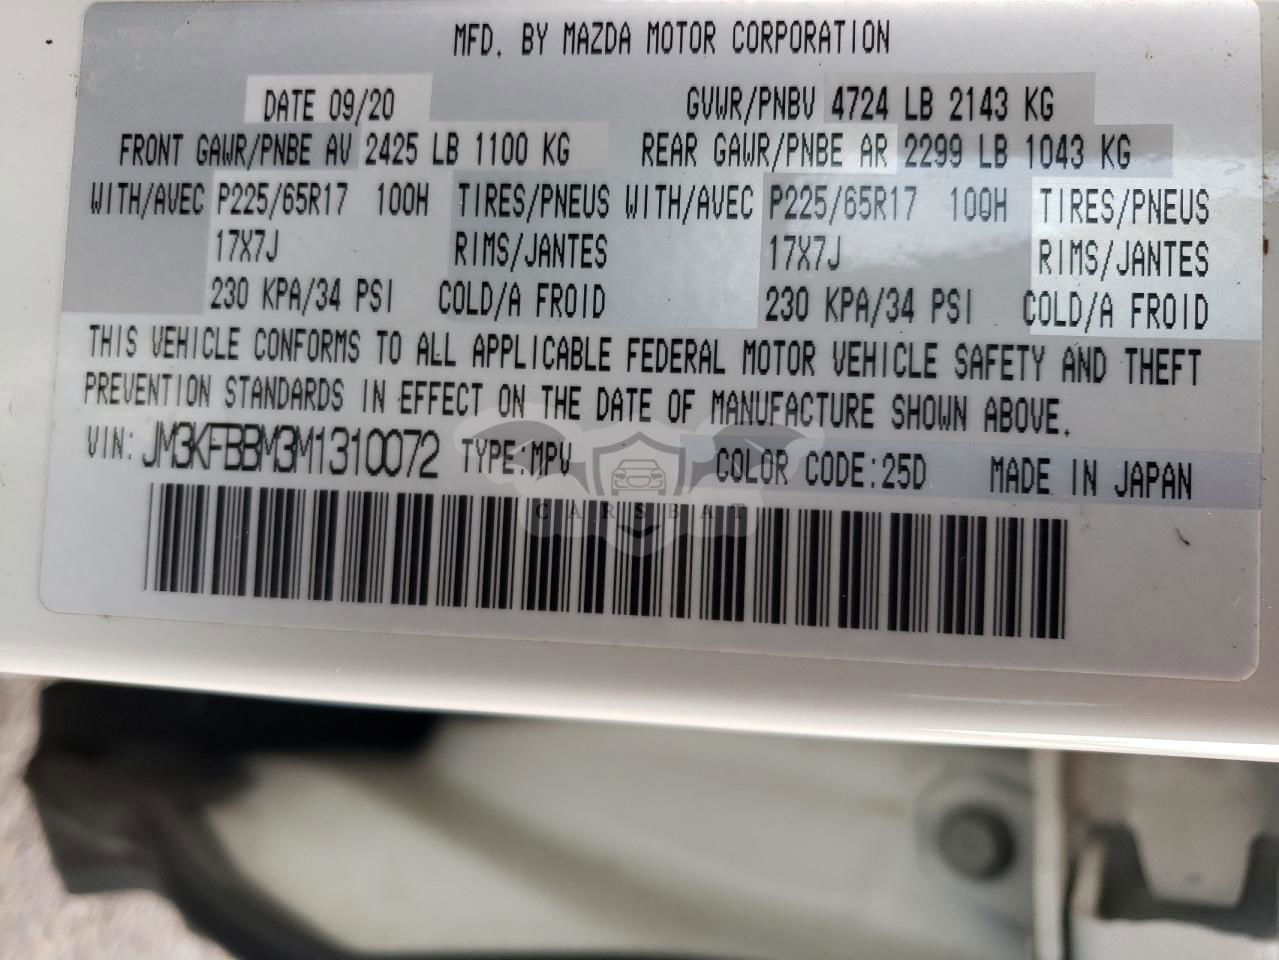 MFD. BY MAZDA MOTOR CORPORATION
DATE 09/20 GVWR/PNBV 4724 LB 2143 KG
FRONT GAWR/PNBE AV 2425 LB 1100 KG REAR GAWR/PNBE AR 2299 LB 1043 KG
WITH/AVEC P225/65R17 100H TIRES/PNEUS WITH/AVEC P225/65R17 100H TIRES/PNEUS
17X7J RIMS/JANTES 17X7J RIMS/JANTES
230 KPA/34 PSI COLD/A FROID 230 KPA/34 PSI COLD/A FROID
THIS VEHICLE CONFORMS TO ALL APPLICABLE FEDERAL MOTOR VEHICLE SAFETY AND THEFT
PREVENTION STANDARDS IN EFFECT ON THE DATE OF MANUFACTURE SHOWN ABOVE.
VIN: JM3KFBBM3M1310072 TYPE:MPV COLOR CODE:25D MADE IN JAPAN
CARSBAT